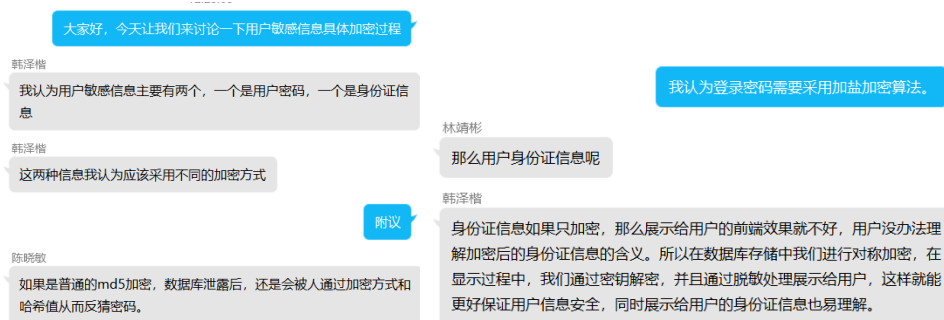 大家好，今天让我们来讨论一下用户敏感信息具体加密过程
韩泽楷
我认为用户敏感信息主要有两个，一个是用户密码，一个是身份证信
息
韩泽楷
这两种信息我认为应该采用不同的加密方式
附议
陈晓敏
如果是普通的md5加密，数据库泄露后，还是会被人通过加密方式和
哈希值从而反猜密码。
我认为登录密码需要采用加盐加密算法。
林靖彬
那么用户身份证信息呢
韩泽楷
身份证信息如果只加密，那么展示给用户的前端效果就不好，用户没办法理
解加密后的身份证信息的含义。所以在数据库存储中我们进行对称加密，在
显示过程中，我们通过密钥解密，并且通过脱敏处理展示给用户，这样就能
更好保证用户信息安全，同时展示给用户的身份证信息也易理解。